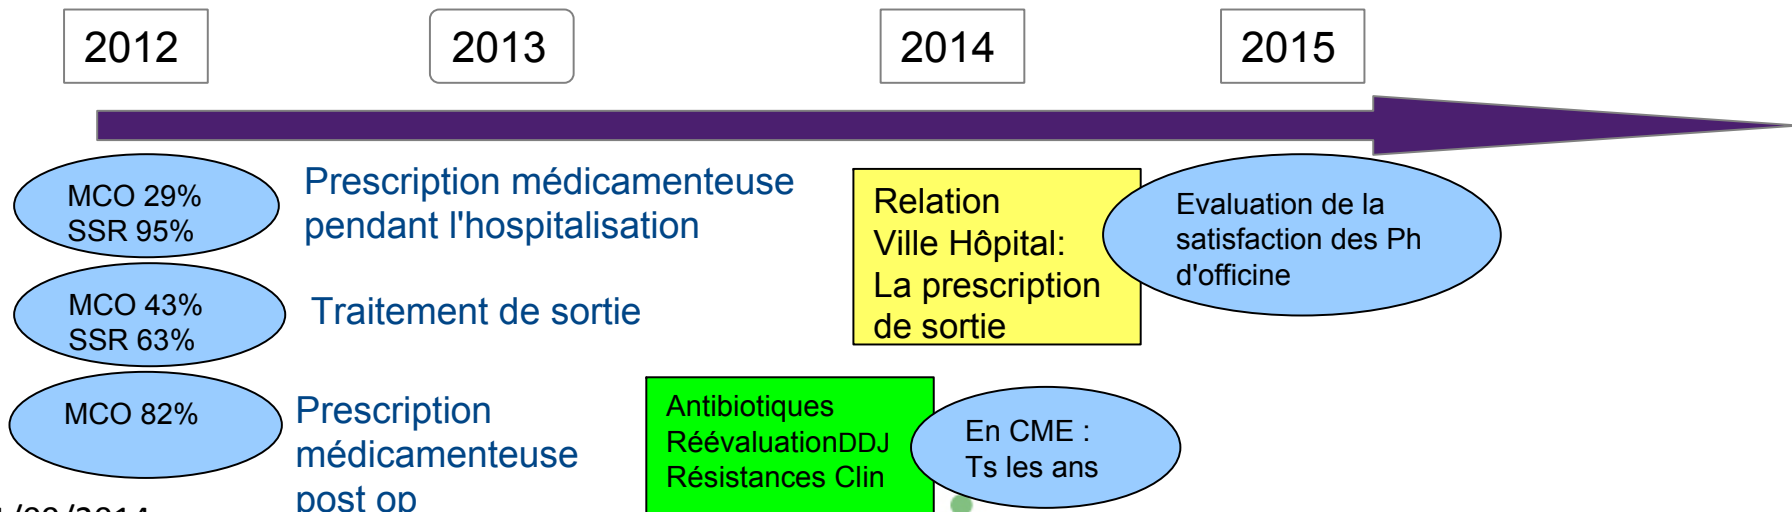 2012
2013
2014
2015
MCO 29%
SSR 95%
Prescription médicamenteuse
pendant l'hospitalisation
MCO 43%
SSR 63%
Traitement de sortie
MCO 82%
Prescription
médicamenteuse
post op
Relation
Ville Hôpital:
La prescription
de sortie
Evaluation de la
satisfaction des Ph
d'officine
Antibiotiques
RéévaluationDDJ
Résistances Clin
En CME :
Ts les ans
/09/2014